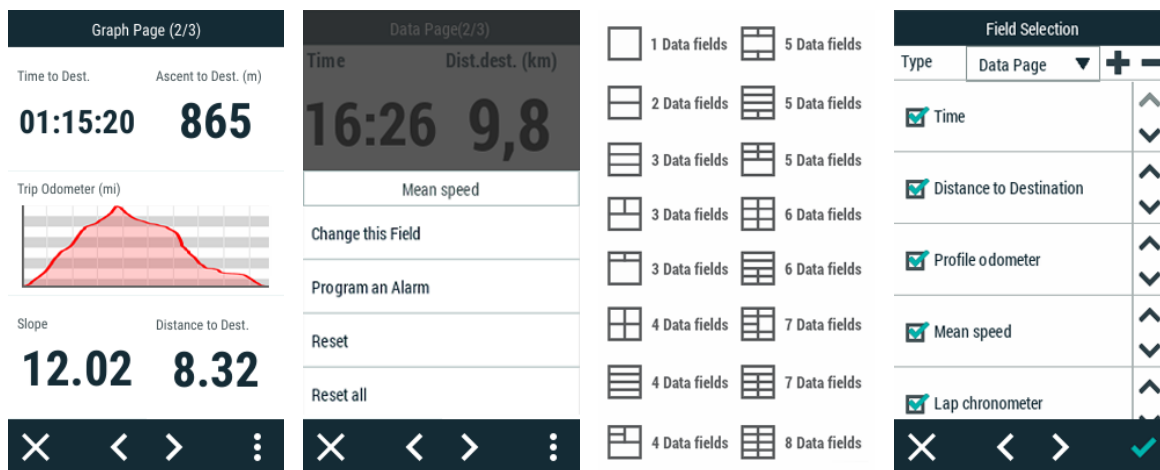 Graph Page (2/3)
Time to Dest. Ascent to Dest. (m)
01:15:20 865
Trip Odometer (mi)
Slope Distance to Dest.
12.02 8.32
Data Page(2/3)
Time Dist.dest. (km)
16:26 9,8
Mean speed
Change this Field
Program an Alarm
Reset
Reset all
1 Data fields 5 Data fields
2 Data fields 5 Data fields
3 Data fields 5 Data fields
3 Data fields 6 Data fields
3 Data fields 6 Data fields
4 Data fields 7 Data fields
4 Data fields 7 Data fields
4 Data fields 8 Data fields
Field Selection
Type Data Page
Time
Distance to Destination
Profile odometer
Mean speed
Lap chronometer